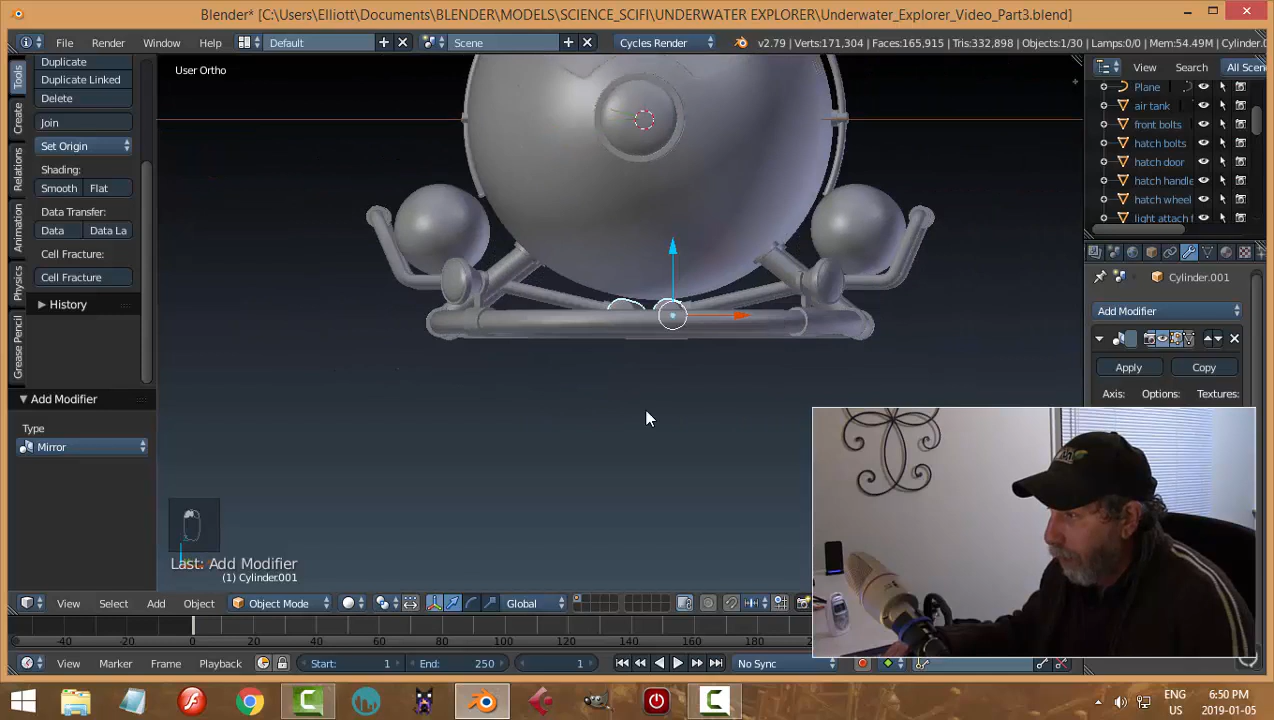 Blender* [C:\Users\Elliott\Documents\BLENDER\MODELS\SCIENCE_SCIFI\UNDERWATER EXPLORER\Underwater_Explorer_Video_Part3.blend]
File Render Window Help Default Scene Cycles Render v2.79 | Verts:171,304 | Faces:165,915 | Tris:332,898 | Objects:1/30 | Lamps:0/0 | Mem:54.49M | Cylinder.
Tools
Create
Relations
Animation
Physics
Grease Pencil
Duplicate
Duplicate Linked
Delete
Join
Set Origin
Shading:
Smooth Flat
Data Transfer:
Data Data La
Cell Fracture:
Cell Fracture
History
Add Modifier
Type
Mirror
User Ortho
Last: Add Modifier
(1) Cylinder.001
View Search All Scen
Plane
air tank
front bolts
hatch bolts
hatch door
hatch handle
hatch wheel
light attach
Cylinder.001
Add Modifier
Apply Copy
Axis: Options: Textures:
View Select Add Object Object Mode Global
-40 -20 0 20 40 60 80 100 120 140 160 180
View Marker Frame Playback Start: 1 End: 250 1 No Sync
ENG
US
6:50 PM
2019-01-05